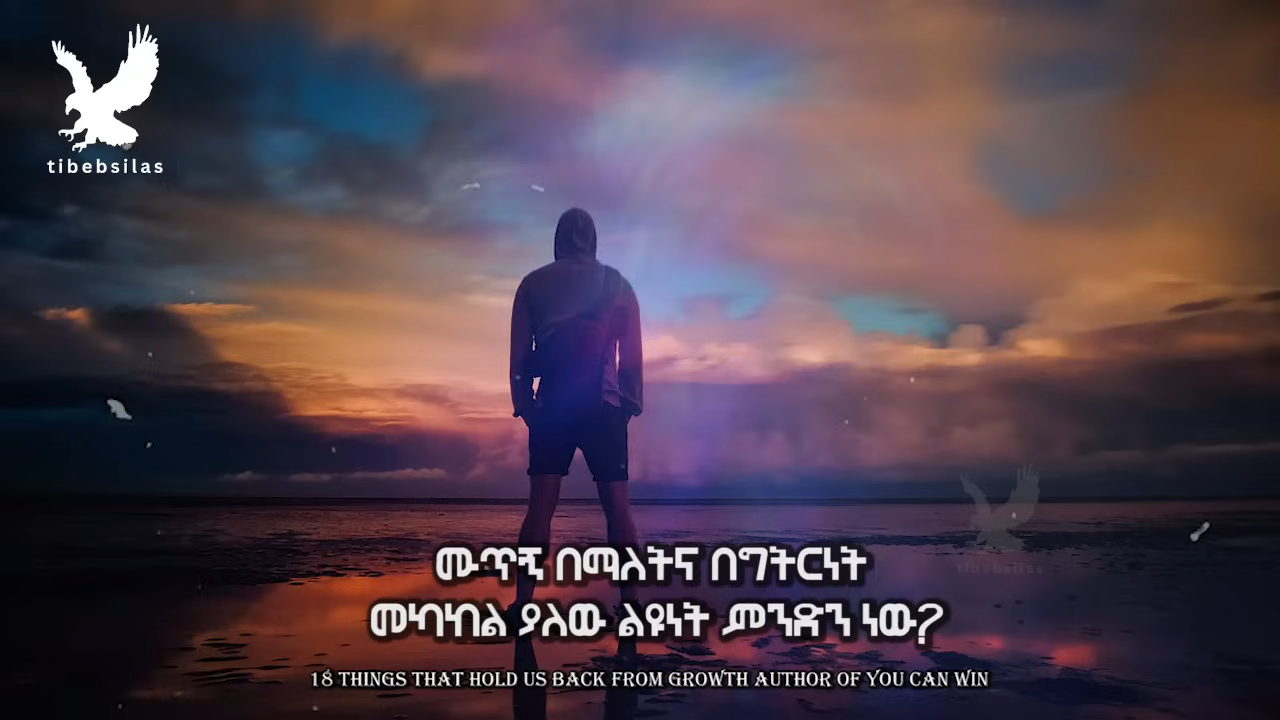 tibebsilas
ሙጥኝ በማለትና በግትርነት
መካከል ያለው ልዩነት ምንድን ነው?
tibebsilas
18 THINGS THAT HOLD US BACK FROM GROWTH AUTHOR OF YOU CAN WIN